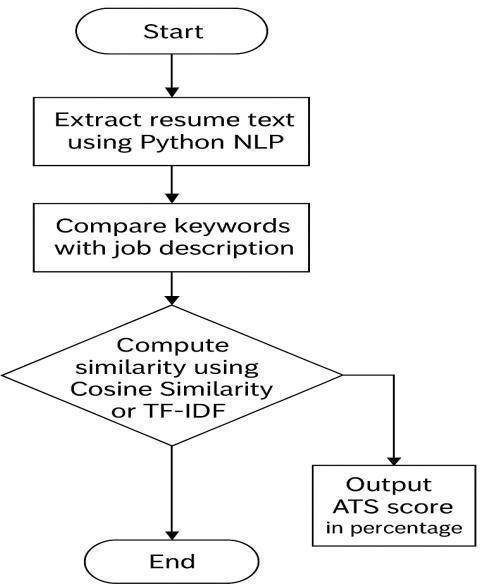 Start
Extract resume text
using Python NLP
Compare keywords
with job description
Compute
similarity using
Cosine Similarity
or TF-IDF
Output
ATS score
in percentage
End